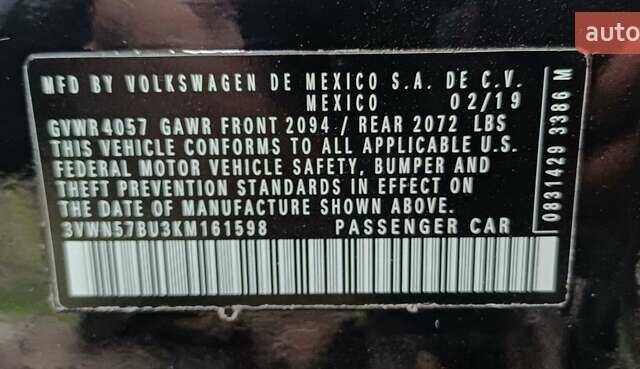 auto
MFD BY VOLKSWAGEN DE MEXICO S.A. DE C.V.
MEXICO 02/19
GVWR 4057 GAWR FRONT 2094 / REAR 2072 LBS
THIS VEHICLE CONFORMS TO ALL APPLICABLE U.S.
FEDERAL MOTOR VEHICLE SAFETY, BUMPER AND
THEFT PREVENTION STANDARDS IN EFFECT ON
THE DATE OF MANUFACTURE SHOWN ABOVE.
3VWN57BU3KM161598 PASSENGER CAR
0831429 3386 M